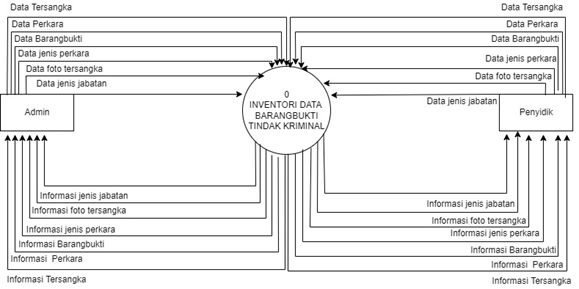 Data Tersangka
Data Tersangka
Data Perkara
Data Perkara
Data Barangbukti
Data Barangbukti
Data jenis perkara
Data jenis perkara
Data foto tersangka
Data foto tersangka
Data jenis jabatan
Data jenis jabatan
Admin
0
INVENTORI DATA
BARANGBUKTI
TINDAK KRIMINAL
Penyidik
Informasi jenis jabatan
Informasi jenis jabatan
Informasi foto tersangka
Informasi foto tersangka
Informasi jenis perkara
Informasi jenis perkara
Informasi Barangbukti
Informasi Barangbukti
Informasi Perkara
Informasi Perkara
Informasi Tersangka
Informasi Tersangka